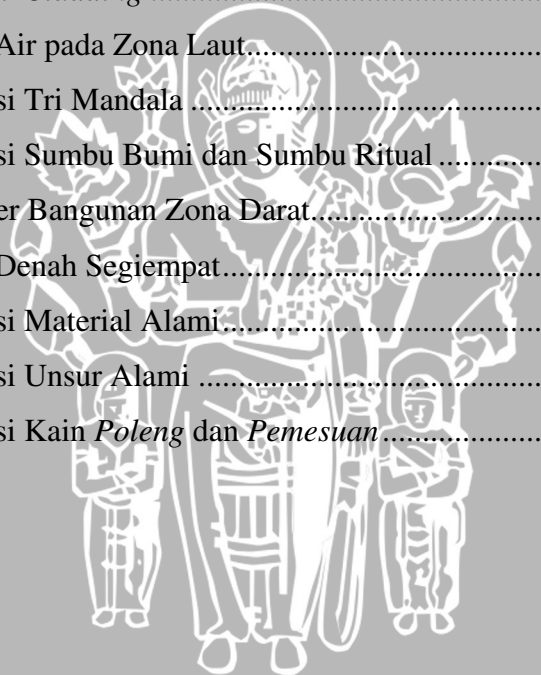 Air pada Zona Laut..............................
si Tri Mandala ..............................
si Sumbu Bumi dan Sumbu Ritual ..............
er Bangunan Zona Darat..............................
Denah Segiempat..............................
si Material Alami..............................
si Unsur Alami ..............................
si Kain Poleng dan Pemesuan....................